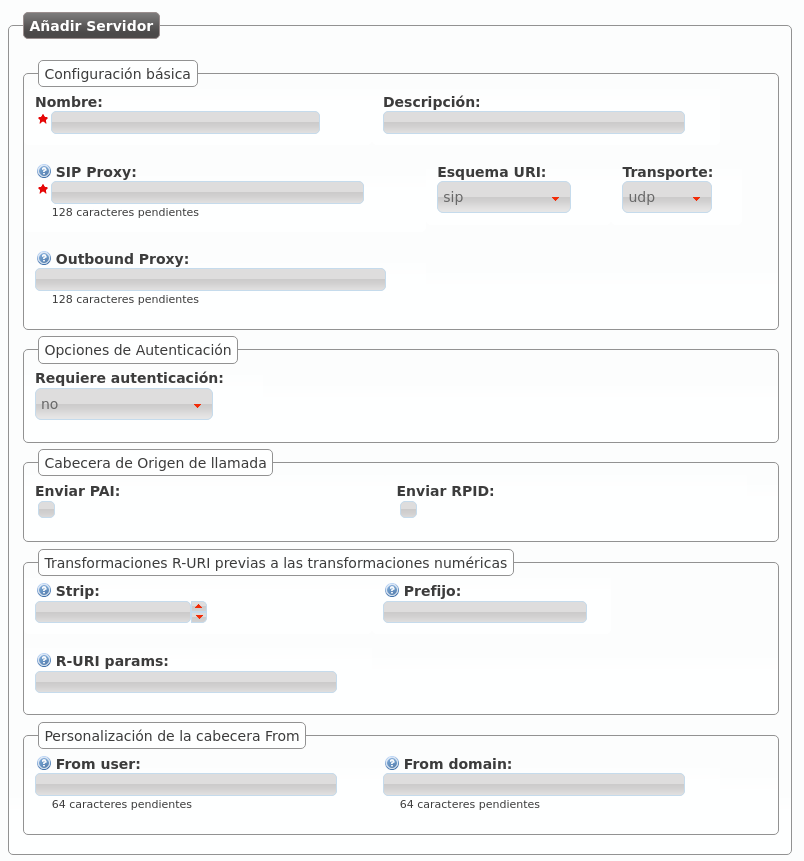 Añadir Servidor
Configuración básica
Nombre: Descripción:
SIP Proxy: Esquema URI: Transporte:
sip udp
128 caracteres pendientes
Outbound Proxy:
128 caracteres pendientes
Opciones de Autenticación
Requiere autenticación:
no
Cabecera de Origen de llamada
Enviar PAI: Enviar RPID:
Transformaciones R-URI previas a las transformaciones numéricas
Strip: Prefijo:
R-URI params:
Personalización de la cabecera From
From user: From domain:
64 caracteres pendientes 64 caracteres pendientes